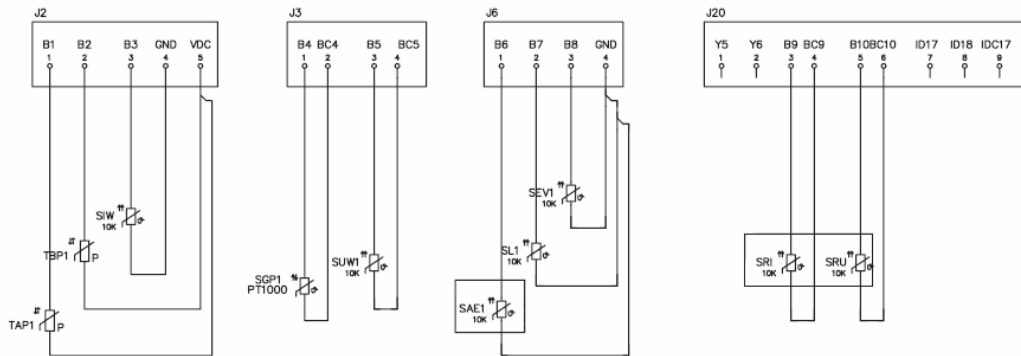 J2
B1 B2 B3 GND VDC
1 2 3 4 5
SIW
10K
TBP1
P
TAP1
P
J3
B4 BC4 B5 BC5
1 2 3 4
SUW1
10K
SGP1
PT1000
J6
B6 B7 B8 GND
1 2 3 4
SEV1
10K
SL1
10K
SAE1
10K
J20
Y5 Y6 B9 BC9 B10 BC10 ID17 ID18 IDC17
1 2 3 4 5 6 7 8 9
SRI SRU
10K 10K